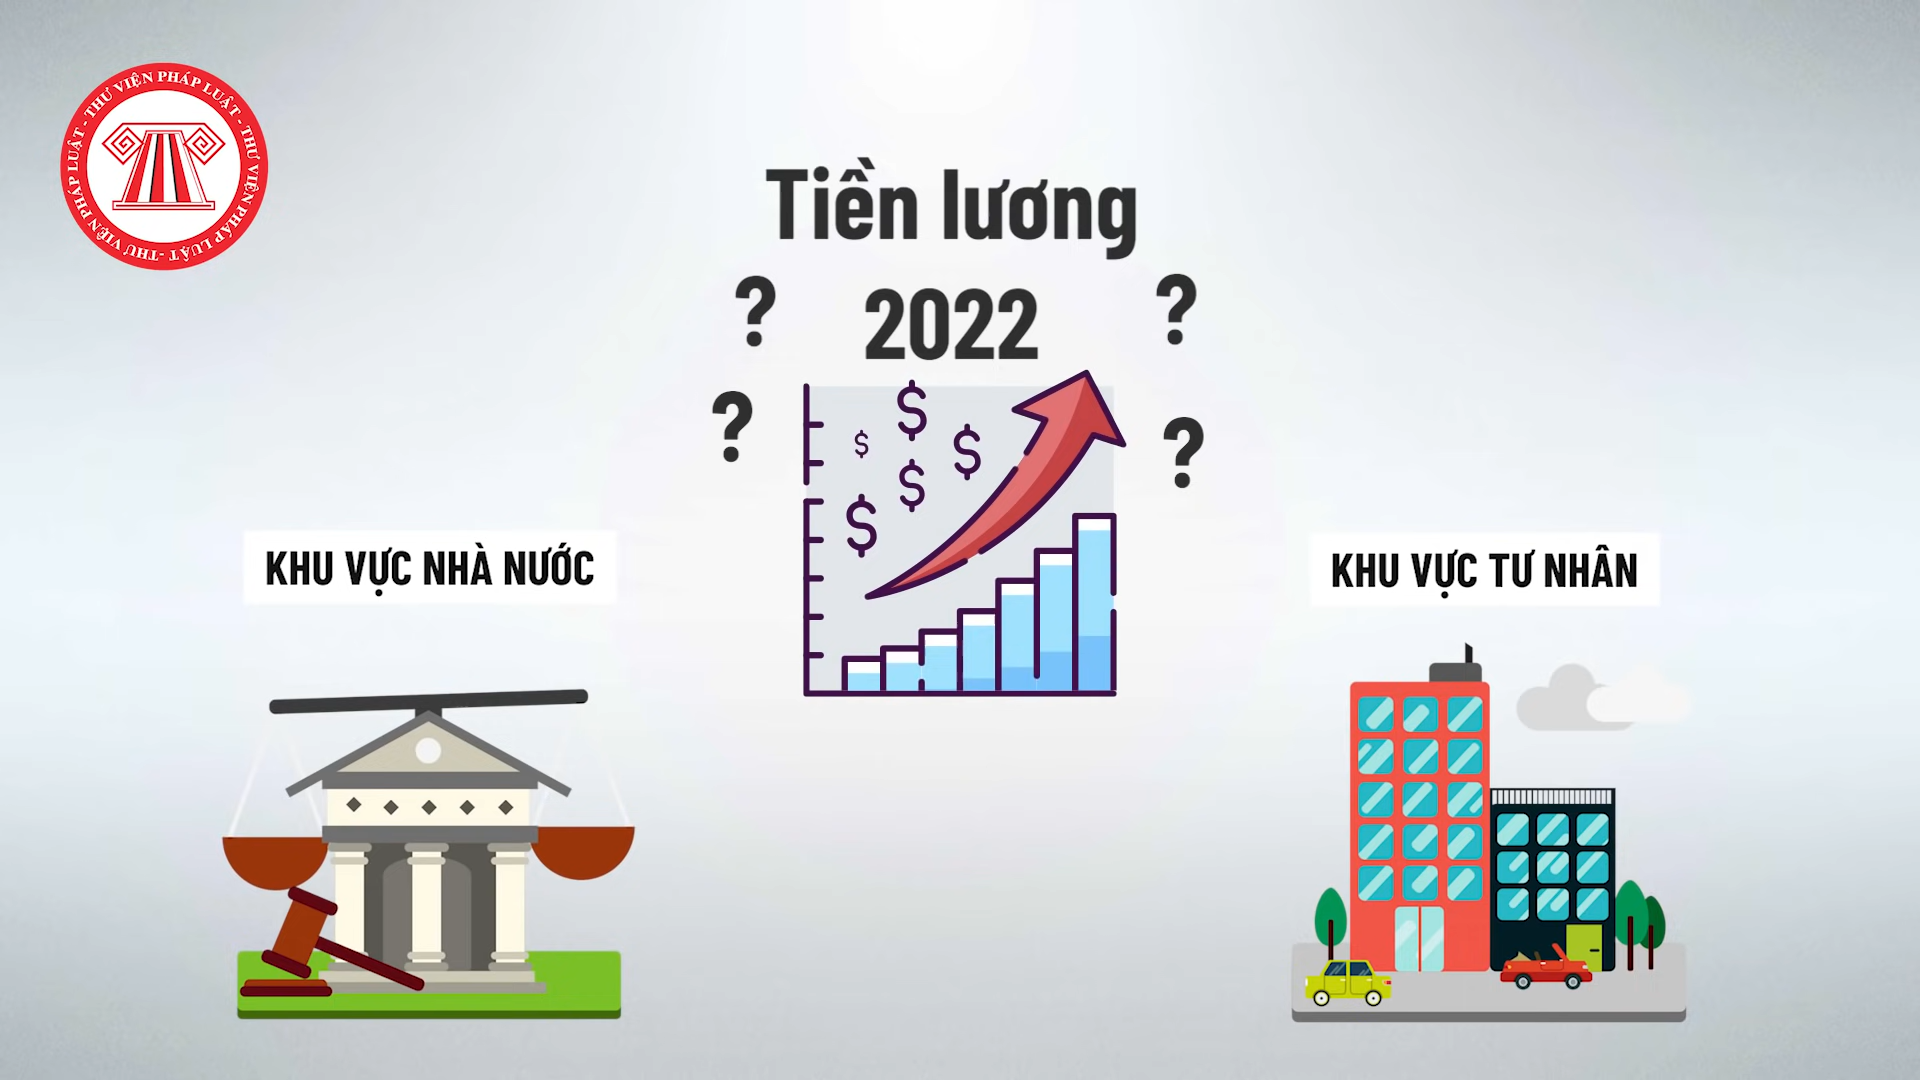 THƯ VIỆN PHÁP LUẬT - THƯ VIỆN PHÁP LUẬT - THƯ VIỆN PHÁP LUẬT -
Tiền lương
? 2022 ?
? ?
$ $ $ $ $
KHU VỰC NHÀ NƯỚC
KHU VỰC TƯ NHÂN